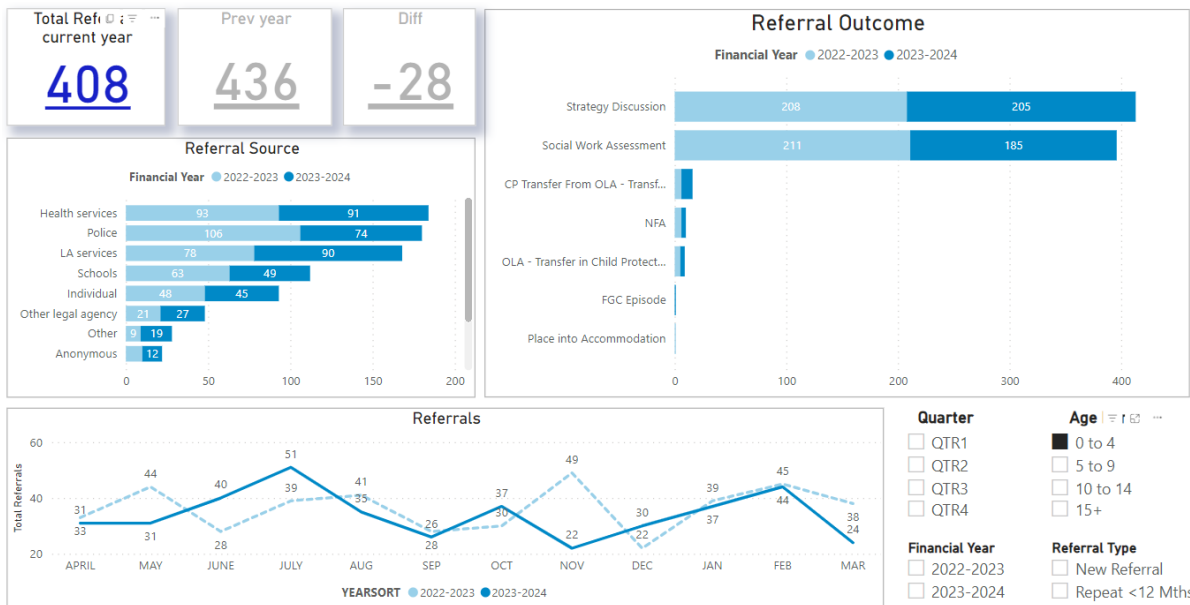 Total Ref
current year
408
Prev year
436
Diff
-28
Referral Source
Financial Year 2022-2023 2023-2024
Health services 93 91
Police 106 74
LA services 78 90
Schools 63 49
Individual 48 45
Other legal agency 21 27
Other 9 19
Anonymous 12
0 50 100 150 200
Referral Outcome
Financial Year 2022-2023 2023-2024
Strategy Discussion 208 205
Social Work Assessment 211 185
CP Transfer From OLA - Transf...
NFA
OLA - Transfer in Child Protect...
FGC Episode
Place into Accommodation
0 100 200 300 400
Referrals
Total Referrals
60
40
20
31 44 40 51 41 26 37 49 30 39 45 38
33 31 28 39 35 28 30 22 22 37 44 24
APRIL MAY JUNE JULY AUG SEP OCT NOV DEC JAN FEB MAR
YEARSORT 2022-2023 2023-2024
Quarter
QTR1
QTR2
QTR3
QTR4
Age
0 to 4
5 to 9
10 to 14
15+
Financial Year
2022-2023
2023-2024
Referral Type
New Referral
Repeat <12 Mths